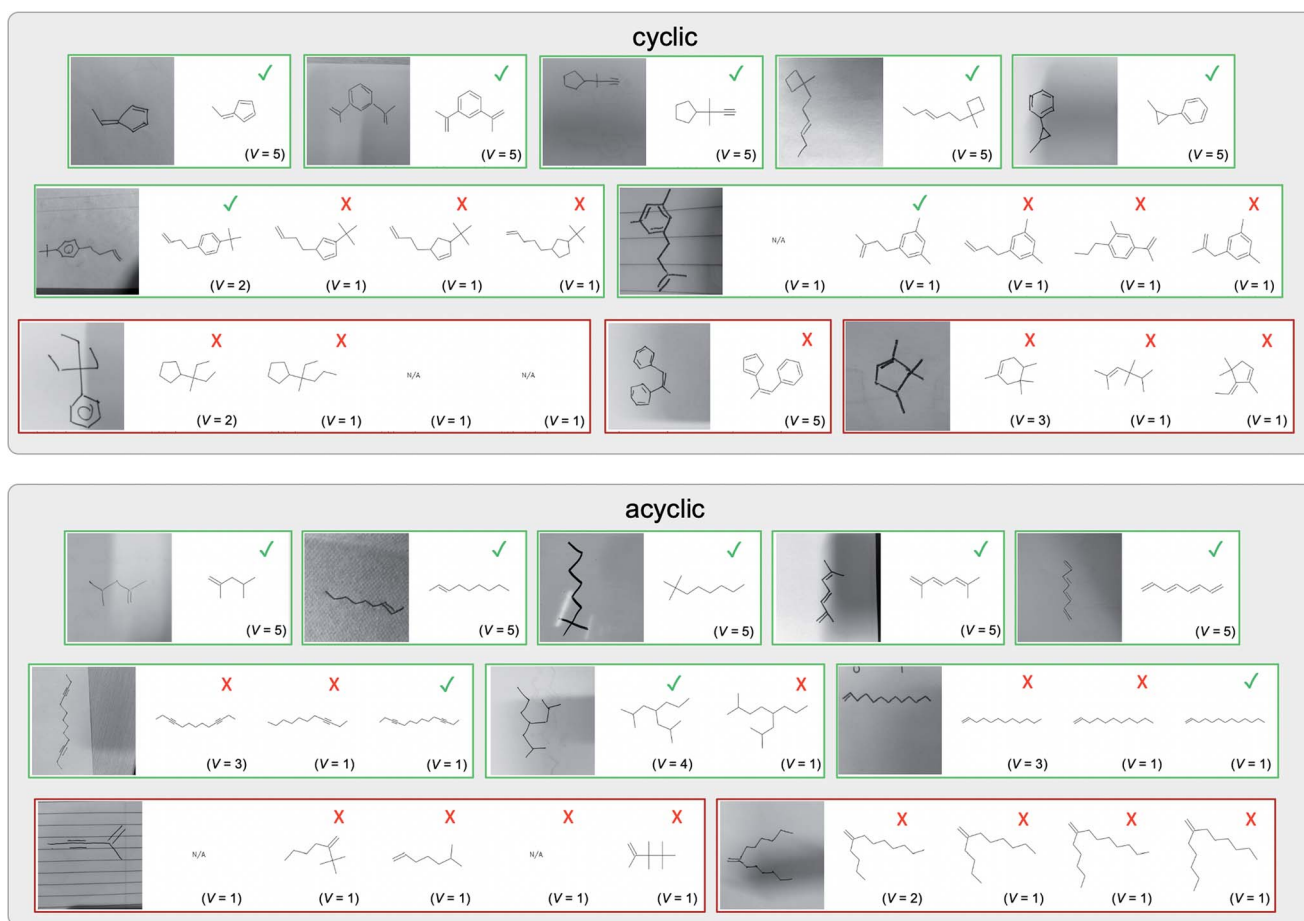 cyclic
✓ ✓ ✓ ✓ ✓
(V = 5) (V = 5) (V = 5) (V = 5) (V = 5)
✓ X X X ✓ X X X
N/A
(V = 2) (V = 1) (V = 1) (V = 1) (V = 1) (V = 1) (V = 1) (V = 1) (V = 1)
X X X X X X
N/A N/A
(V = 2) (V = 1) (V = 1) (V = 1) (V = 5) (V = 3) (V = 1) (V = 1)
acyclic
✓ ✓ ✓ ✓ ✓
(V = 5) (V = 5) (V = 5) (V = 5) (V = 5)
X X ✓ ✓ X X X ✓
(V = 3) (V = 1) (V = 1) (V = 4) (V = 1) (V = 3) (V = 1) (V = 1)
X X X X X X X X
N/A N/A
(V = 1) (V = 1) (V = 1) (V = 1) (V = 1) (V = 2) (V = 1) (V = 1) (V = 1)